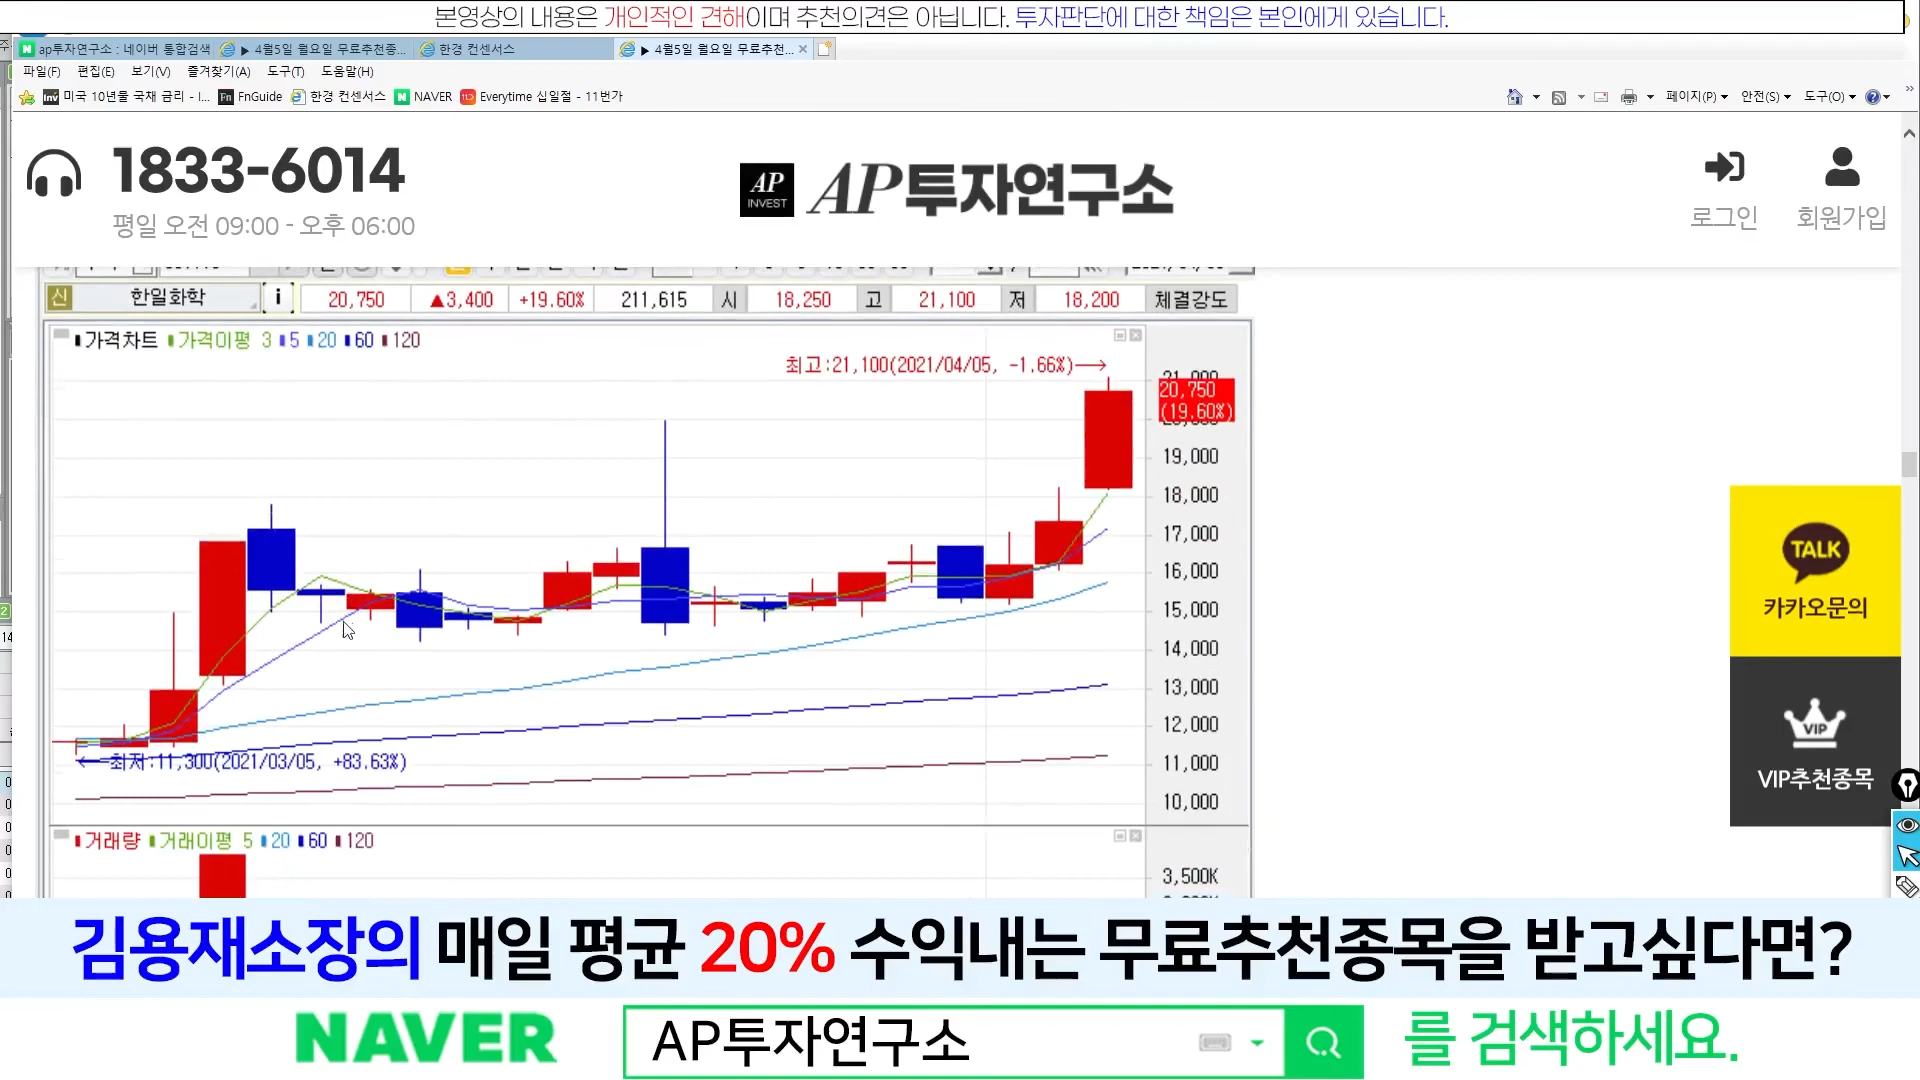 본영상의 내용은 개인적인 견해이며 추천의견은 아닙니다. 투자판단에 대한 책임은 본인에게 있습니다.
ap투자연구소 : 네이버 통합검색 ▶ 4월5일 월요일 무료추천종... 한경 컨센서스 ▶ 4월5일 월요일 무료추천...
파일(F) 편집(E) 보기(V) 즐겨찾기(A) 도구(T) 도움말(H)
미국 10년물 국채 금리 - I... FnGuide 한경 컨센서스 NAVER Everytime 십일절 - 11번가 페이지(P) 안전(S) 도구(O)
1833-6014
평일 오전 09:00 - 오후 06:00
AP INVEST AP투자연구소
로그인 회원가입
신 한일화학 i 20,750 ▲3,400 +19.60% 211,615 시 18,250 고 21,100 저 18,200 체결강도
가격차트 가격이평 3 5 20 60 120
최고:21,100(2021/04/05, -1.66%)→
20,750
(19.60%)
19,000
18,000
17,000
16,000
15,000
14,000
13,000
12,000
11,000
10,000
←최저:11,300(2021/03/05, +83.63%)
거래량 거래이평 5 20 60 120
3,500K
TALK
카카오문의
VIP
VIP추천종목
김용재소장의 매일 평균 20% 수익내는 무료추천종목을 받고싶다면?
NAVER AP투자연구소 를 검색하세요.